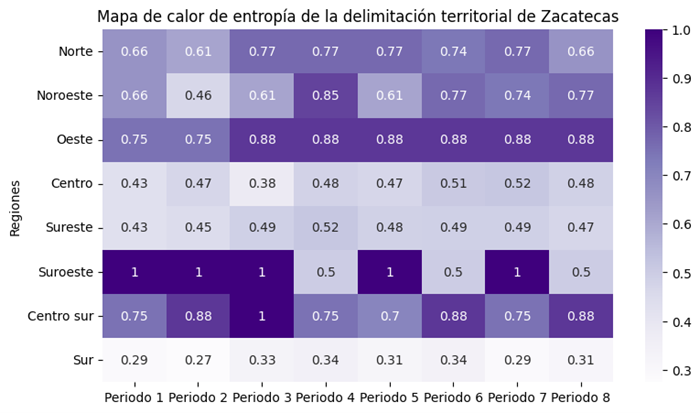 Mapa de calor de entropía de la delimitación territorial de Zacatecas
Regiones
Norte 0.66 0.61 0.77 0.77 0.77 0.74 0.77 0.66
Noroeste 0.66 0.46 0.61 0.85 0.61 0.77 0.74 0.77
Oeste 0.75 0.75 0.88 0.88 0.88 0.88 0.88 0.88
Centro 0.43 0.47 0.38 0.48 0.47 0.51 0.52 0.48
Sureste 0.43 0.45 0.49 0.52 0.48 0.49 0.49 0.47
Suroeste 1 1 1 0.5 1 0.5 1 0.5
Centro sur 0.75 0.88 1 0.75 0.7 0.88 0.75 0.88
Sur 0.29 0.27 0.33 0.34 0.31 0.34 0.29 0.31
Periodo 1 Periodo 2 Periodo 3 Periodo 4 Periodo 5 Periodo 6 Periodo 7 Periodo 8
1.0
0.9
0.8
0.7
0.6
0.5
0.4
0.3